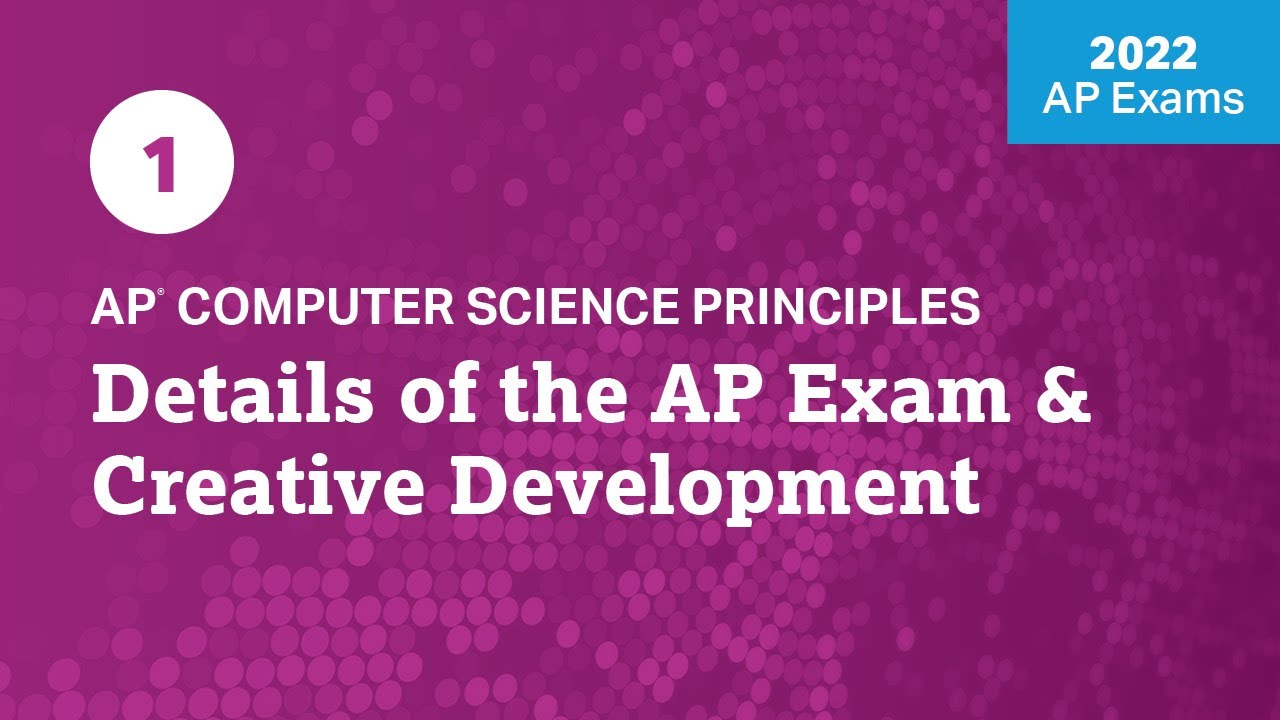 2022
AP Exams
1
AP® COMPUTER SCIENCE PRINCIPLES
Details of the AP Exam &
Creative Development